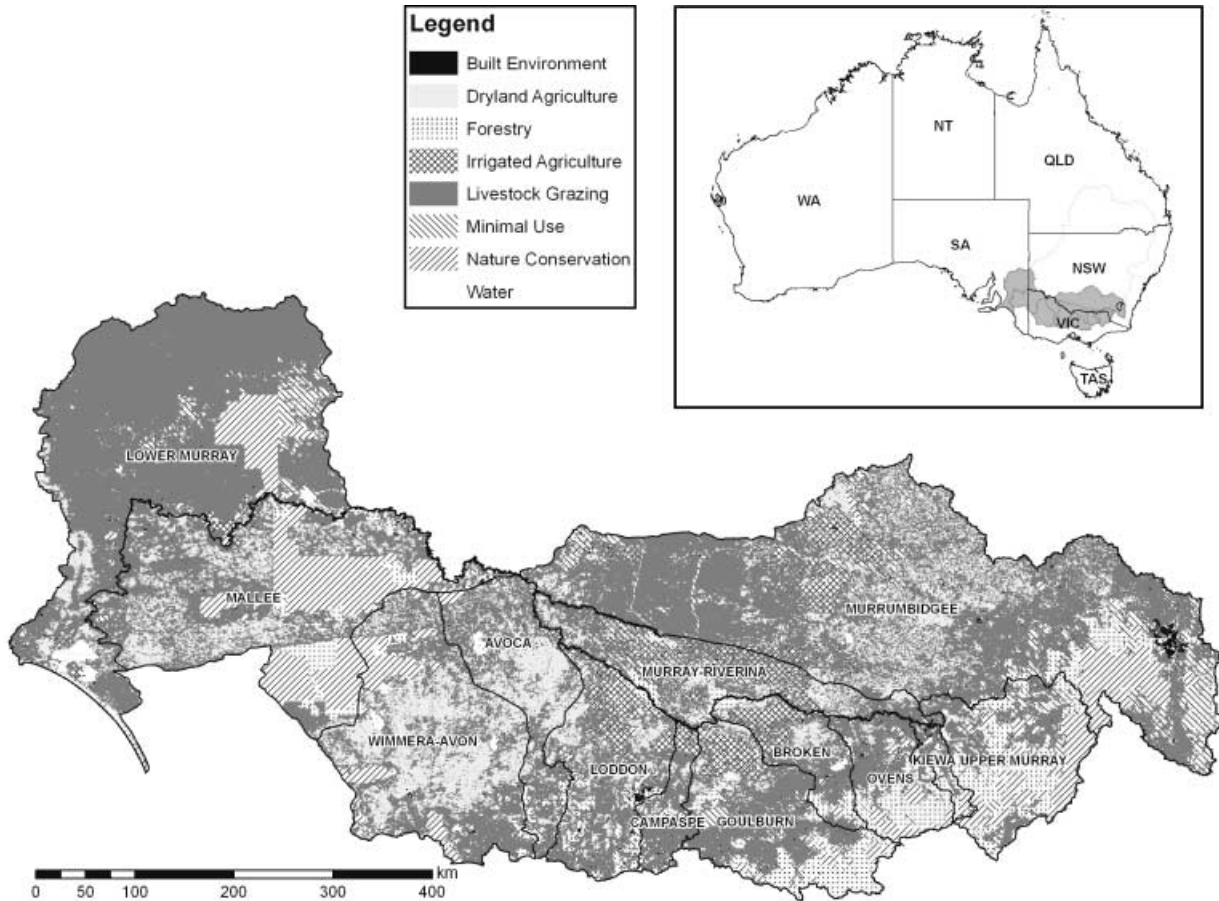 Legend
Built Environment
Dryland Agriculture
Forestry
Irrigated Agriculture
Livestock Grazing
Minimal Use
Nature Conservation
Water
NT
QLD
WA
SA
NSW
VIC
TAS
LOWER MURRAY
MALLEE
MURRUMBIDGEE
AVOCA
MURRAY-RIVERINA
WIMMERA-AVON
BROKEN
LODDON
KIEWA UPPER MURRAY
OVENS
CAMPASPE
GOULBURN
km
0 50 100 200 300 400